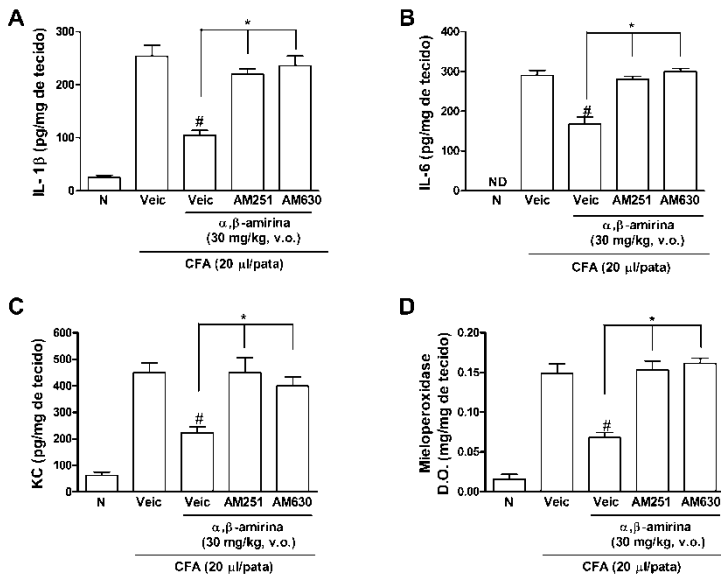 A
*
IL- 1β (pg/mg de tecido)
300
200
100
0
#
N Veic Veic AM251 AM630
α,β-amirina
(30 mg/kg, v.o.)
CFA (20 μl/pata)
B
*
IL-6 (pg/mg de tecido)
400
300
200
100
0
#
ND
N Veic Veic AM251 AM630
α,β-amirina
(30 mg/kg, v.o.)
CFA (20 μl/pata)
C
*
KC (pg/mg de tecido)
600
500
400
300
200
100
0
#
N Veic Veic AM251 AM630
α,β-amirina
(30 mg/kg, v.o.)
CFA (20 μl/pata)
D
*
Mieloperoxidase
D.O. (mg/mg de tecido)
0.20
0.15
0.10
0.05
0.00
#
N Veic Veic AM251 AM630
α,β-amirina
(30 mg/kg, v.o.)
CFA (20 μl/pata)